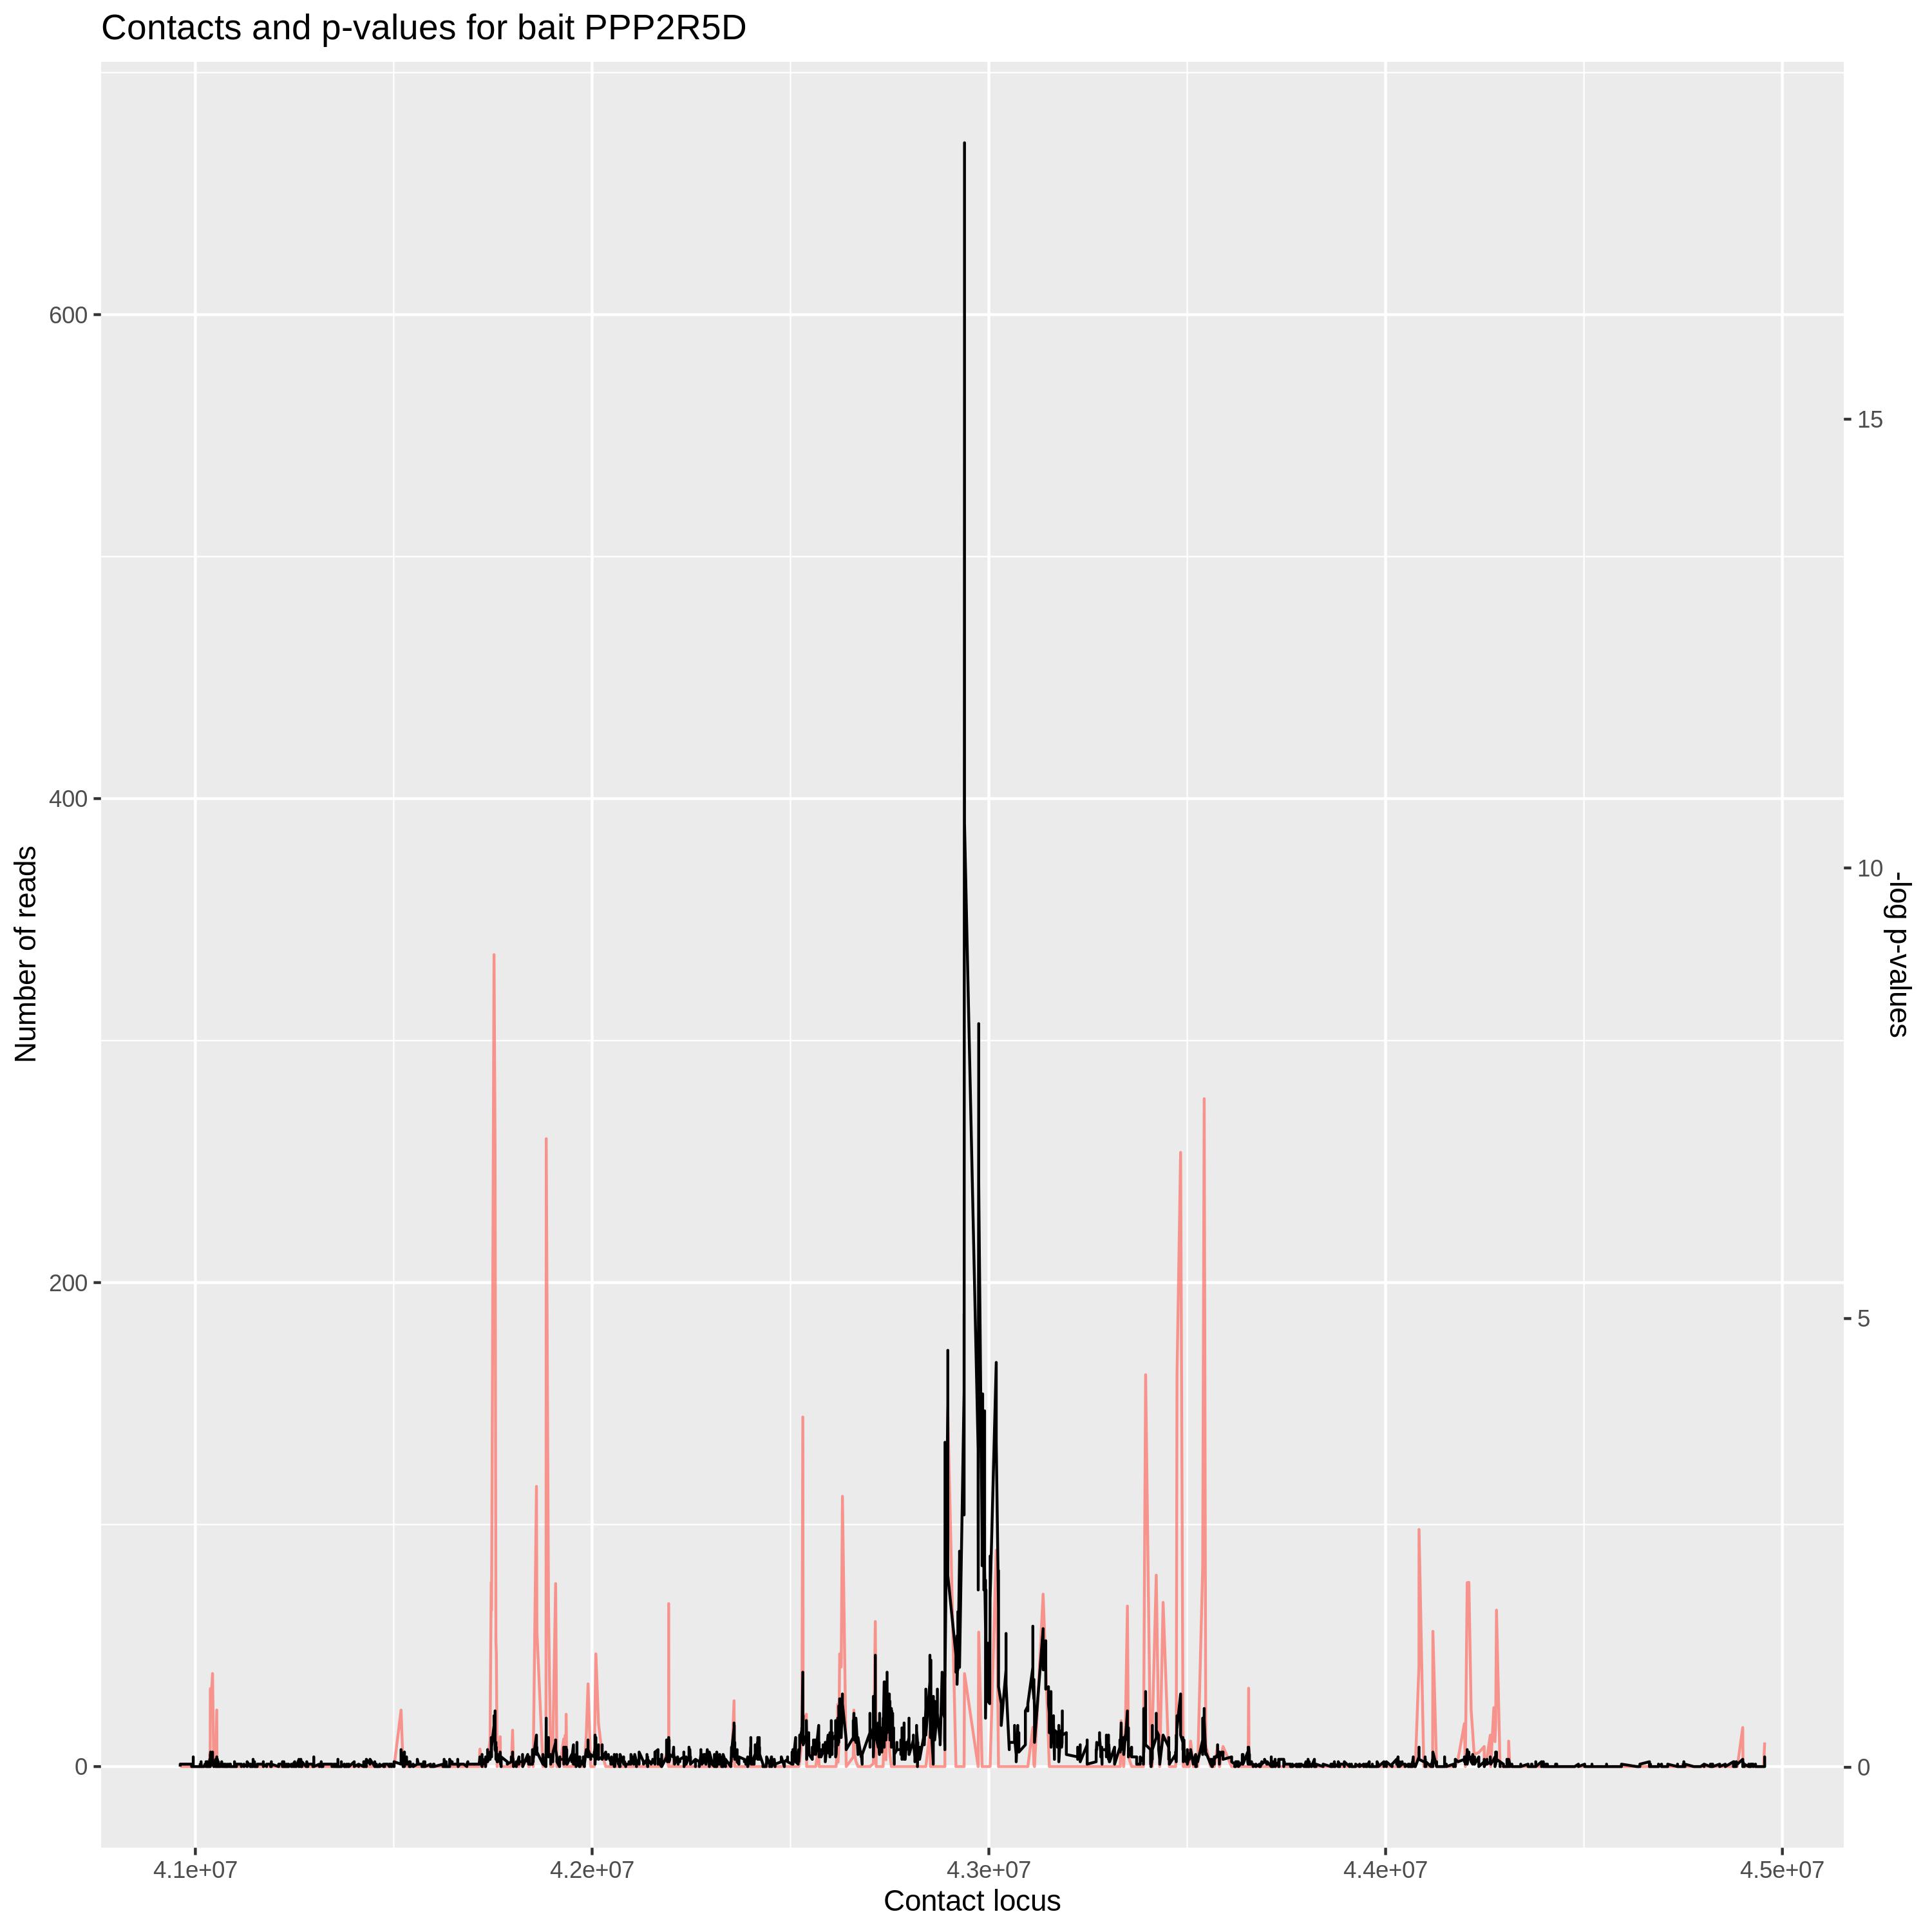 Contacts and p-values for bait PPP2R5D
Number of reads
600
400
200
0
15
10
5
0
-log p-values
4.1e+07
4.2e+07
4.3e+07
4.4e+07
4.5e+07
Contact locus